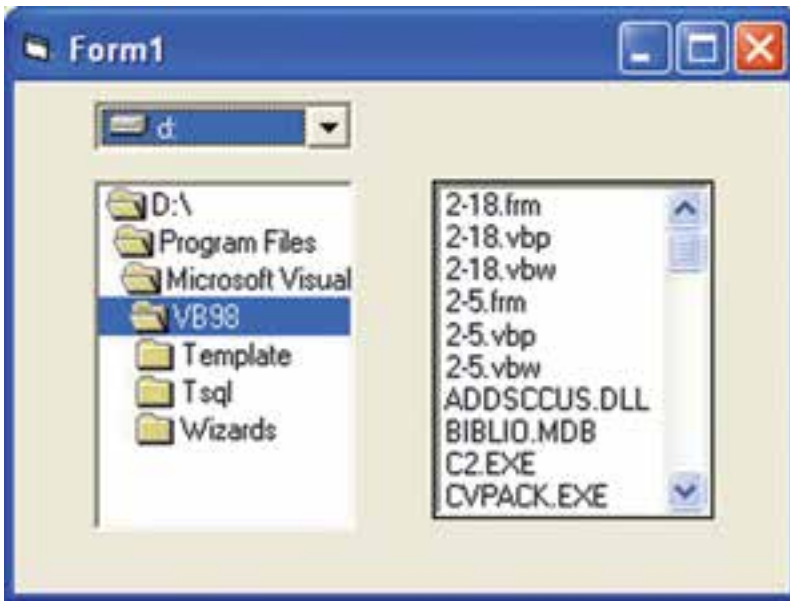 Form1
d:
D:\
Program Files
Microsoft Visual
VB98
Template
Tsql
Wizards
2-18.frm
2-18.vbp
2-18.vbw
2-5.frm
2-5.vbp
2-5.vbw
ADDSCCUS.DLL
BIBLIO.MDB
C2.EXE
CVPACK.EXE